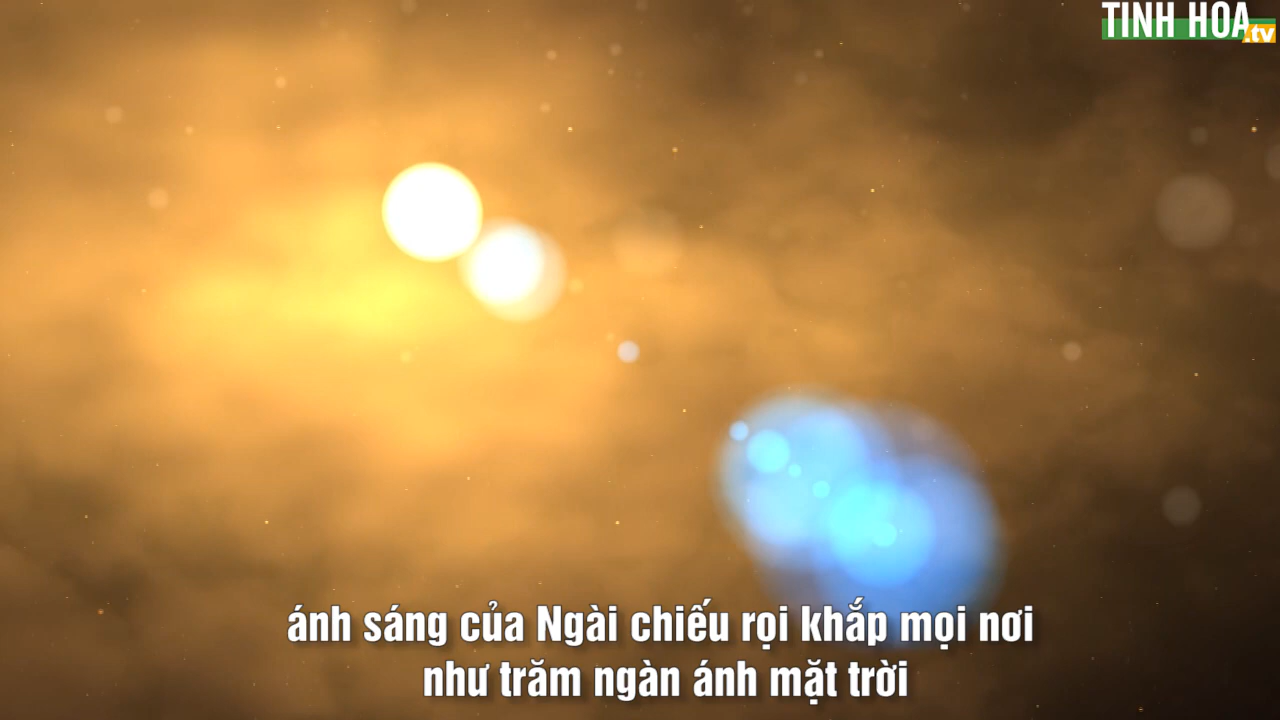 TINH HOA
.tv
ánh sáng của Ngài chiếu rọi khắp mọi nơi
như trăm ngàn ánh mặt trời